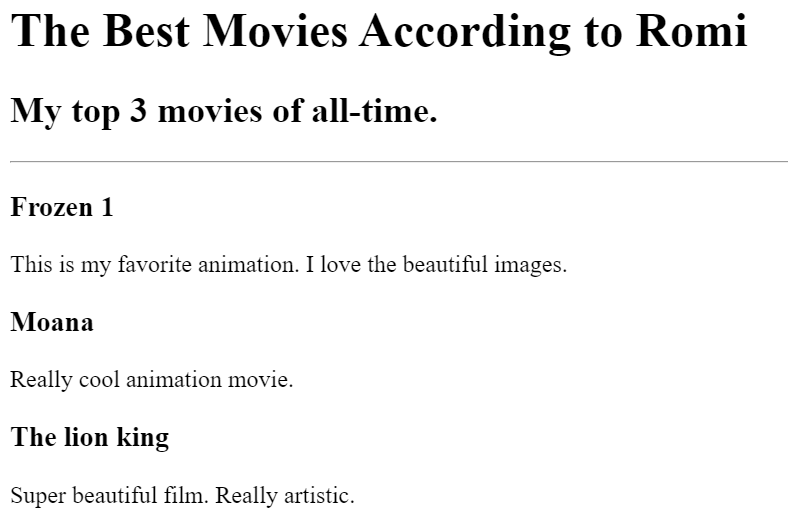 The Best Movies According to Romi
My top 3 movies of all-time.
Frozen 1
This is my favorite animation. I love the beautiful images.
Moana
Really cool animation movie.
The lion king
Super beautiful film. Really artistic.